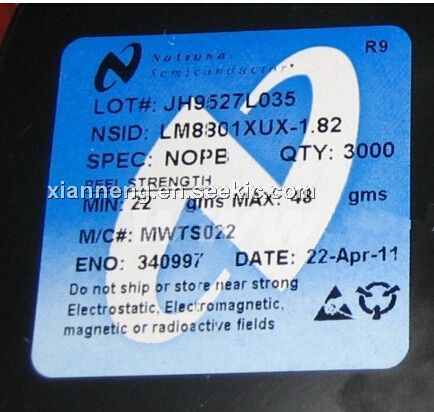 National
Semiconductor
R9
LOT#: JH9527L035
NSID: LM8801XUX-1.82
SPEC: NOPB QTY: 3000
PEEL STRENGTH
MIN: 22 gms MAX: 48 gms
xianneng.en.seekic.com
M/C#: MWTS022
ENO: 340997 DATE: 22-Apr-11
Do not ship or store near strong
Electrostatic, Electromagnetic,
magnetic or radioactive fields